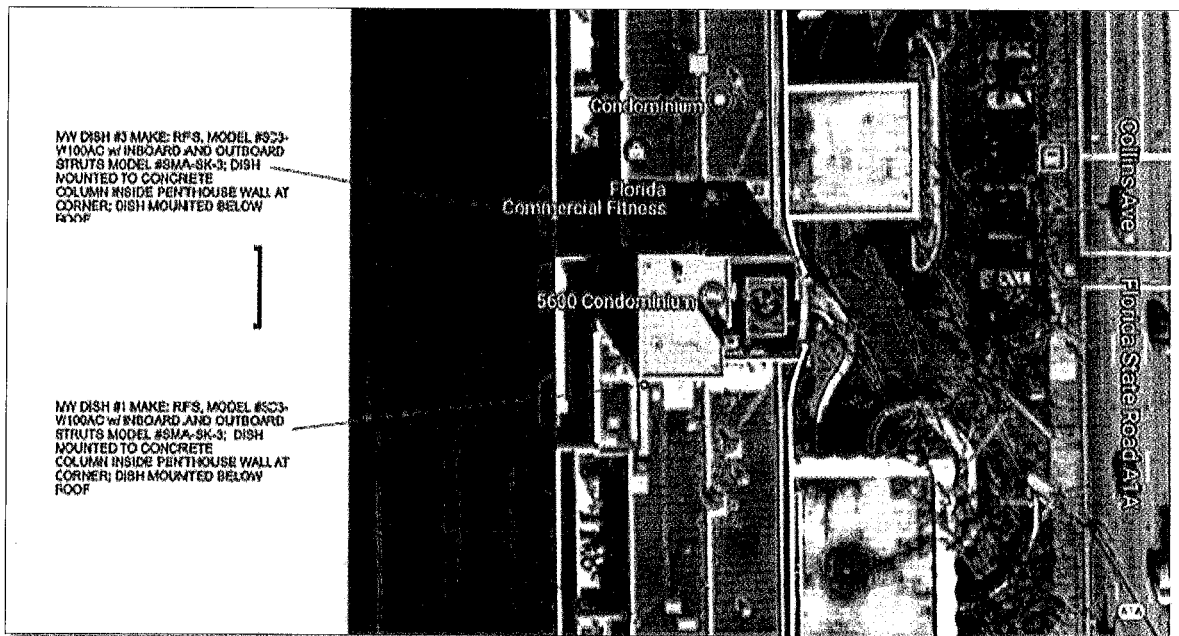 MW DISH #3 MAKE: RFS, MODEL #SC3-
W100AC w/ INBOARD AND OUTBOARD
STRUTS MODEL #SMA-SK-3; DISH
MOUNTED TO CONCRETE
COLUMN INSIDE PENTHOUSE WALL AT
CORNER; DISH MOUNTED BELOW
ROOF
Condominium
Florida
Commercial Fitness
5600 Condominium
MW DISH #1 MAKE: RFS, MODEL #SC3-
W100AC w/ INBOARD AND OUTBOARD
STRUTS MODEL #SMA-SK-3; DISH
MOUNTED TO CONCRETE
COLUMN INSIDE PENTHOUSE WALL AT
CORNER; DISH MOUNTED BELOW
ROOF
Collins Ave
Florida State Road A1A
A1A